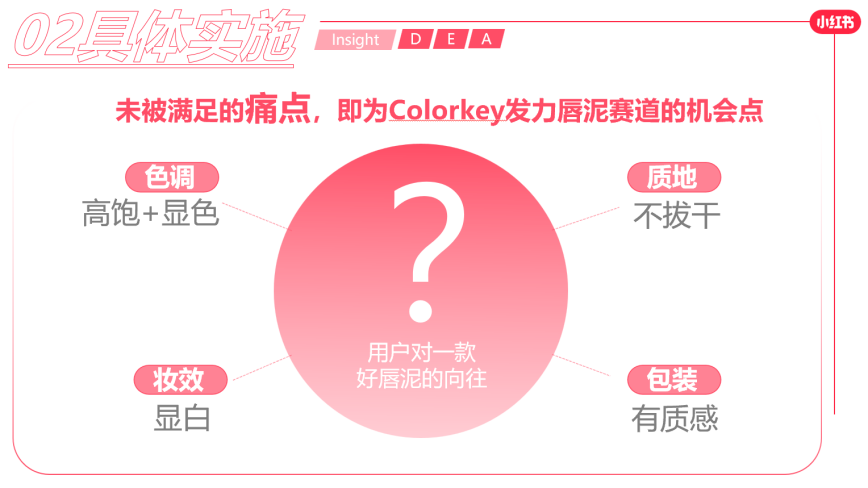 02具体实施
Insight
D E A
小红书
未被满足的痛点，即为Colorkey发力唇泥赛道的机会点
色调
高饱+显色
质地
不拔干
?
用户对一款
好唇泥的向往
妆效
显白
包装
有质感